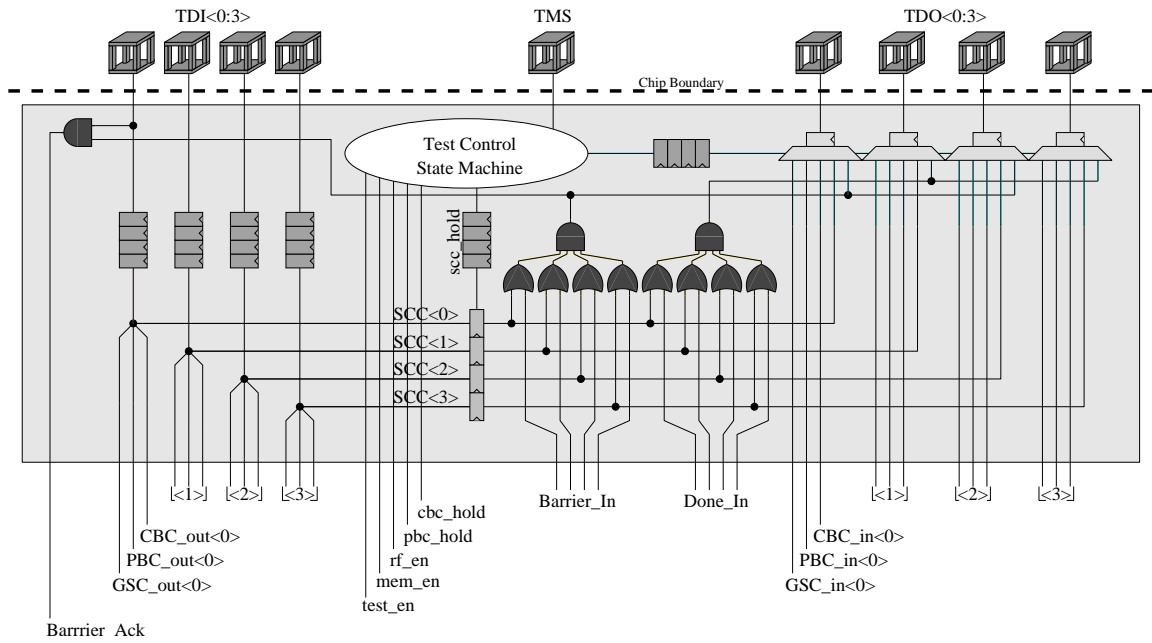 TDI<0:3>
TMS
TDO<0:3>
Chip Boundary
Test Control
State Machine
scc_hold
SCC<0>
SCC<1>
SCC<2>
SCC<3>
<1>
<2>
<3>
Barrier_In
Done_In
<1>
<2>
<3>
cbc_hold
CBC_out<0>
pbc_hold
CBC_in<0>
PBC_out<0>
rf_en
PBC_in<0>
GSC_out<0>
mem_en
GSC_in<0>
test_en
Barrrier_Ack